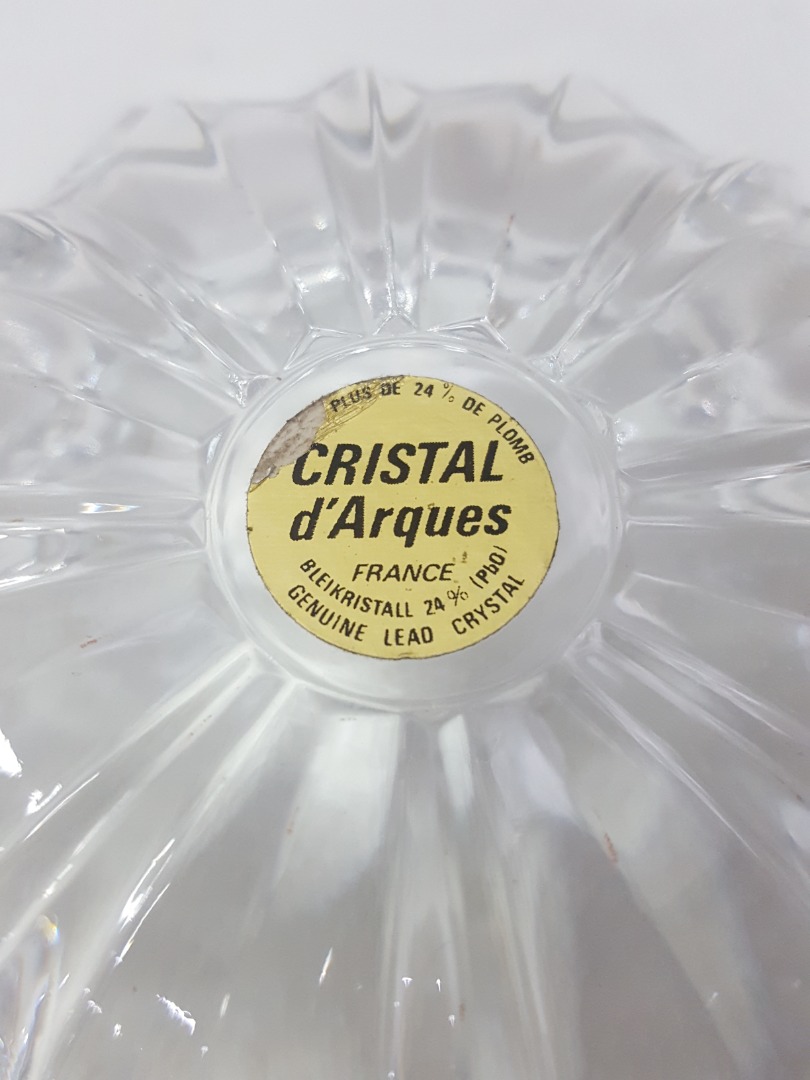 PLUS DE 24 % DE PLOMB
CRISTAL
d'Arques
FRANCE
BLEIKRISTALL 24 % (PbO)
GENUINE LEAD CRYSTAL